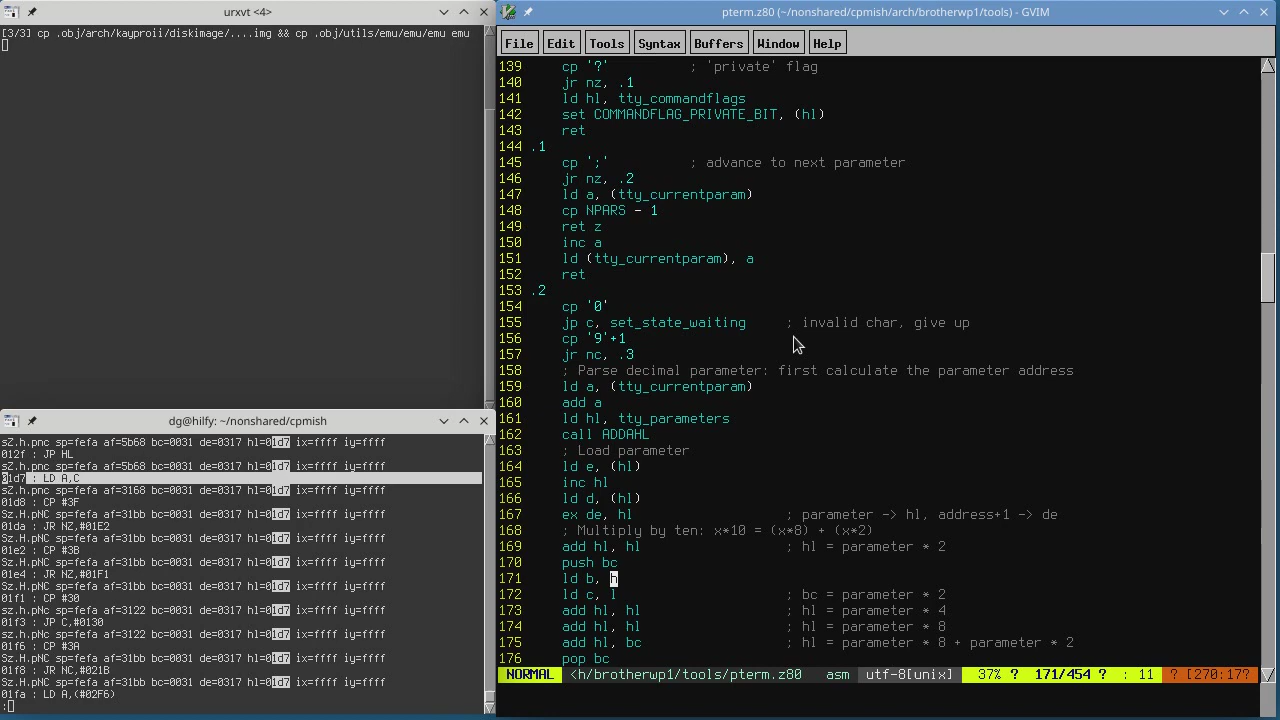 urxvt <4>
[3/3] cp .obj/arch/kayproii/diskimage/....img && cp .obj/utils/emu/emu/emu emu
dg@hilfy: ~/nonshared/cpmish
sZ.h.pnc sp=fefa af=5b68 bc=0031 de=0317 hl=01d7 ix=ffff iy=ffff
012f : JP HL
sZ.h.pnc sp=fefa af=5b68 bc=0031 de=0317 hl=01d7 ix=ffff iy=ffff
01d7 : LD A,C
sZ.h.pnc sp=fefa af=3168 bc=0031 de=0317 hl=01d7 ix=ffff iy=ffff
01d8 : CP #3F
Sz.H.pNC sp=fefa af=31bb bc=0031 de=0317 hl=01d7 ix=ffff iy=ffff
01da : JR NZ,#01E2
Sz.H.pNC sp=fefa af=31bb bc=0031 de=0317 hl=01d7 ix=ffff iy=ffff
01e2 : CP #3B
Sz.H.pNC sp=fefa af=31bb bc=0031 de=0317 hl=01d7 ix=ffff iy=ffff
01e4 : JR NZ,#01F1
Sz.H.pNC sp=fefa af=31bb bc=0031 de=0317 hl=01d7 ix=ffff iy=ffff
01f1 : CP #30
sz.h.pNc sp=fefa af=3122 bc=0031 de=0317 hl=01d7 ix=ffff iy=ffff
01f3 : JP C,#0130
sz.h.pNc sp=fefa af=3122 bc=0031 de=0317 hl=01d7 ix=ffff iy=ffff
01f6 : CP #3A
Sz.H.pNC sp=fefa af=31bb bc=0031 de=0317 hl=01d7 ix=ffff iy=ffff
01f8 : JR NC,#021B
Sz.H.pNC sp=fefa af=31bb bc=0031 de=0317 hl=01d7 ix=ffff iy=ffff
01fa : LD A,(#02F6)
:
pterm.z80 (~/nonshared/cpmish/arch/brotherwp1/tools) - GVIM
File Edit Tools Syntax Buffers Window Help
139 cp '?' ; 'private' flag
140 jr nz, .1
141 ld hl, tty_commandflags
142 set COMMANDFLAG_PRIVATE_BIT, (hl)
143 ret
144 .1
145 cp ';' ; advance to next parameter
146 jr nz, .2
147 ld a, (tty_currentparam)
148 cp NPARS - 1
149 ret z
150 inc a
151 ld (tty_currentparam), a
152 ret
153 .2
154 cp '0'
155 jp c, set_state_waiting ; invalid char, give up
156 cp '9'+1
157 jr nc, .3
158 ; Parse decimal parameter: first calculate the parameter address
159 ld a, (tty_currentparam)
160 add a
161 ld hl, tty_parameters
162 call ADDAHL
163 ; Load parameter
164 ld e, (hl)
165 inc hl
166 ld d, (hl)
167 ex de, hl ; parameter -> hl, address+1 -> de
168 ; Multiply by ten: x*10 = (x*8) + (x*2)
169 add hl, hl ; hl = parameter * 2
170 push bc
171 ld b, h
172 ld c, l ; bc = parameter * 2
173 add hl, hl ; hl = parameter * 4
174 add hl, hl ; hl = parameter * 8
175 add hl, bc ; hl = parameter * 8 + parameter * 2
176 pop bc
NORMAL <h/brotherwp1/tools/pterm.z80 asm utf-8[unix] 37% ? 171/454 ? : 11 ? [270:17?